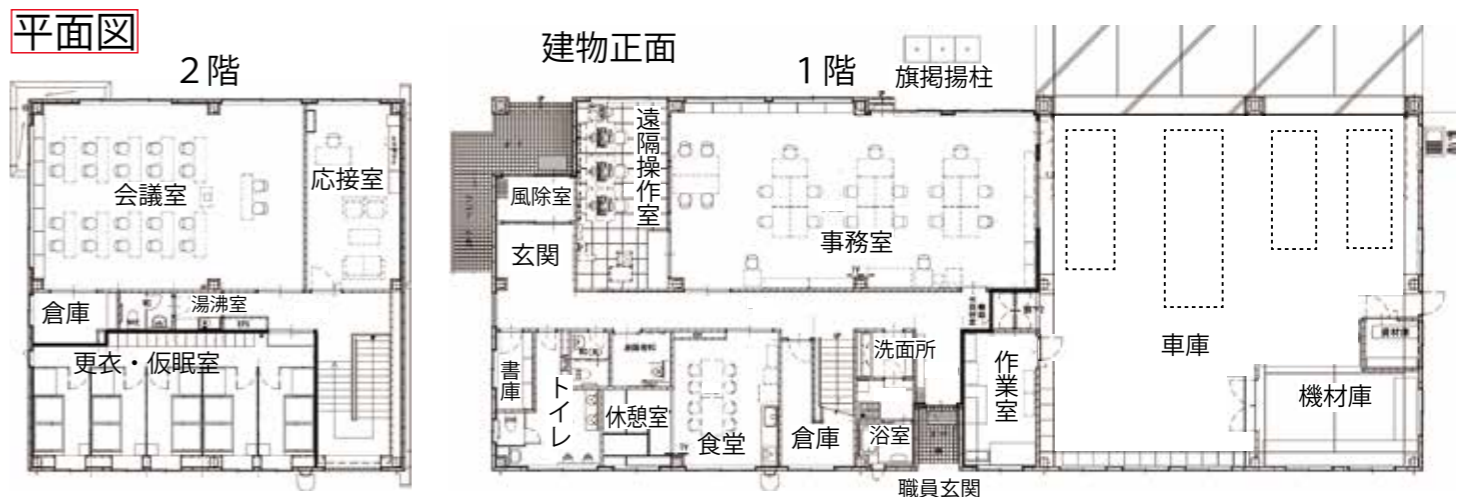 平面図
2階
建物正面
1階
旗掲揚柱
会議室
応接室
倉庫
湯沸室
更衣・仮眠室
遠隔操作室
風除室
玄関
事務室
書庫
トイレ
休憩室
食堂
倉庫
洗面所
浴室
職員玄関
作業室
車庫
機材庫